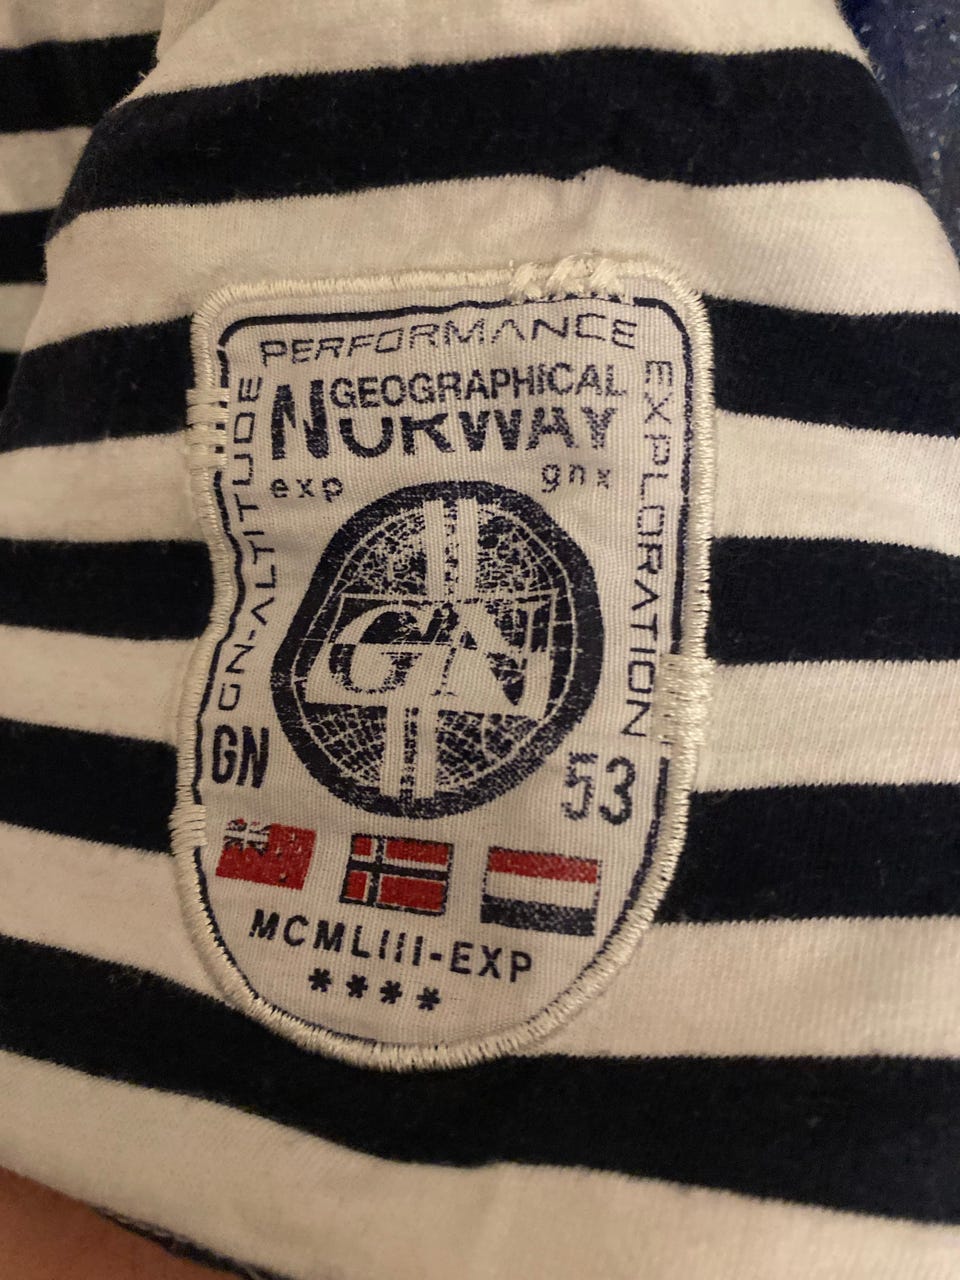 PERFORMANCE
GEOGRAPHICAL
NORWAY
exp gnx
GN-ALTITUDE
EXPLORATION
GN
GN 53
MCMLIII-EXP
****